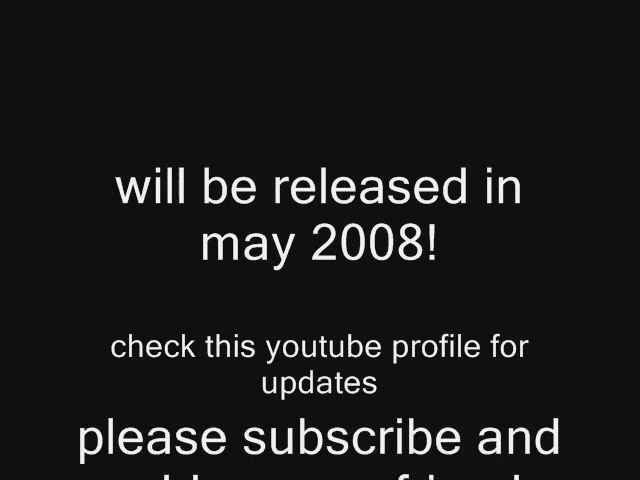 will be released in
may 2008!
check this youtube profile for
updates
please subscribe and